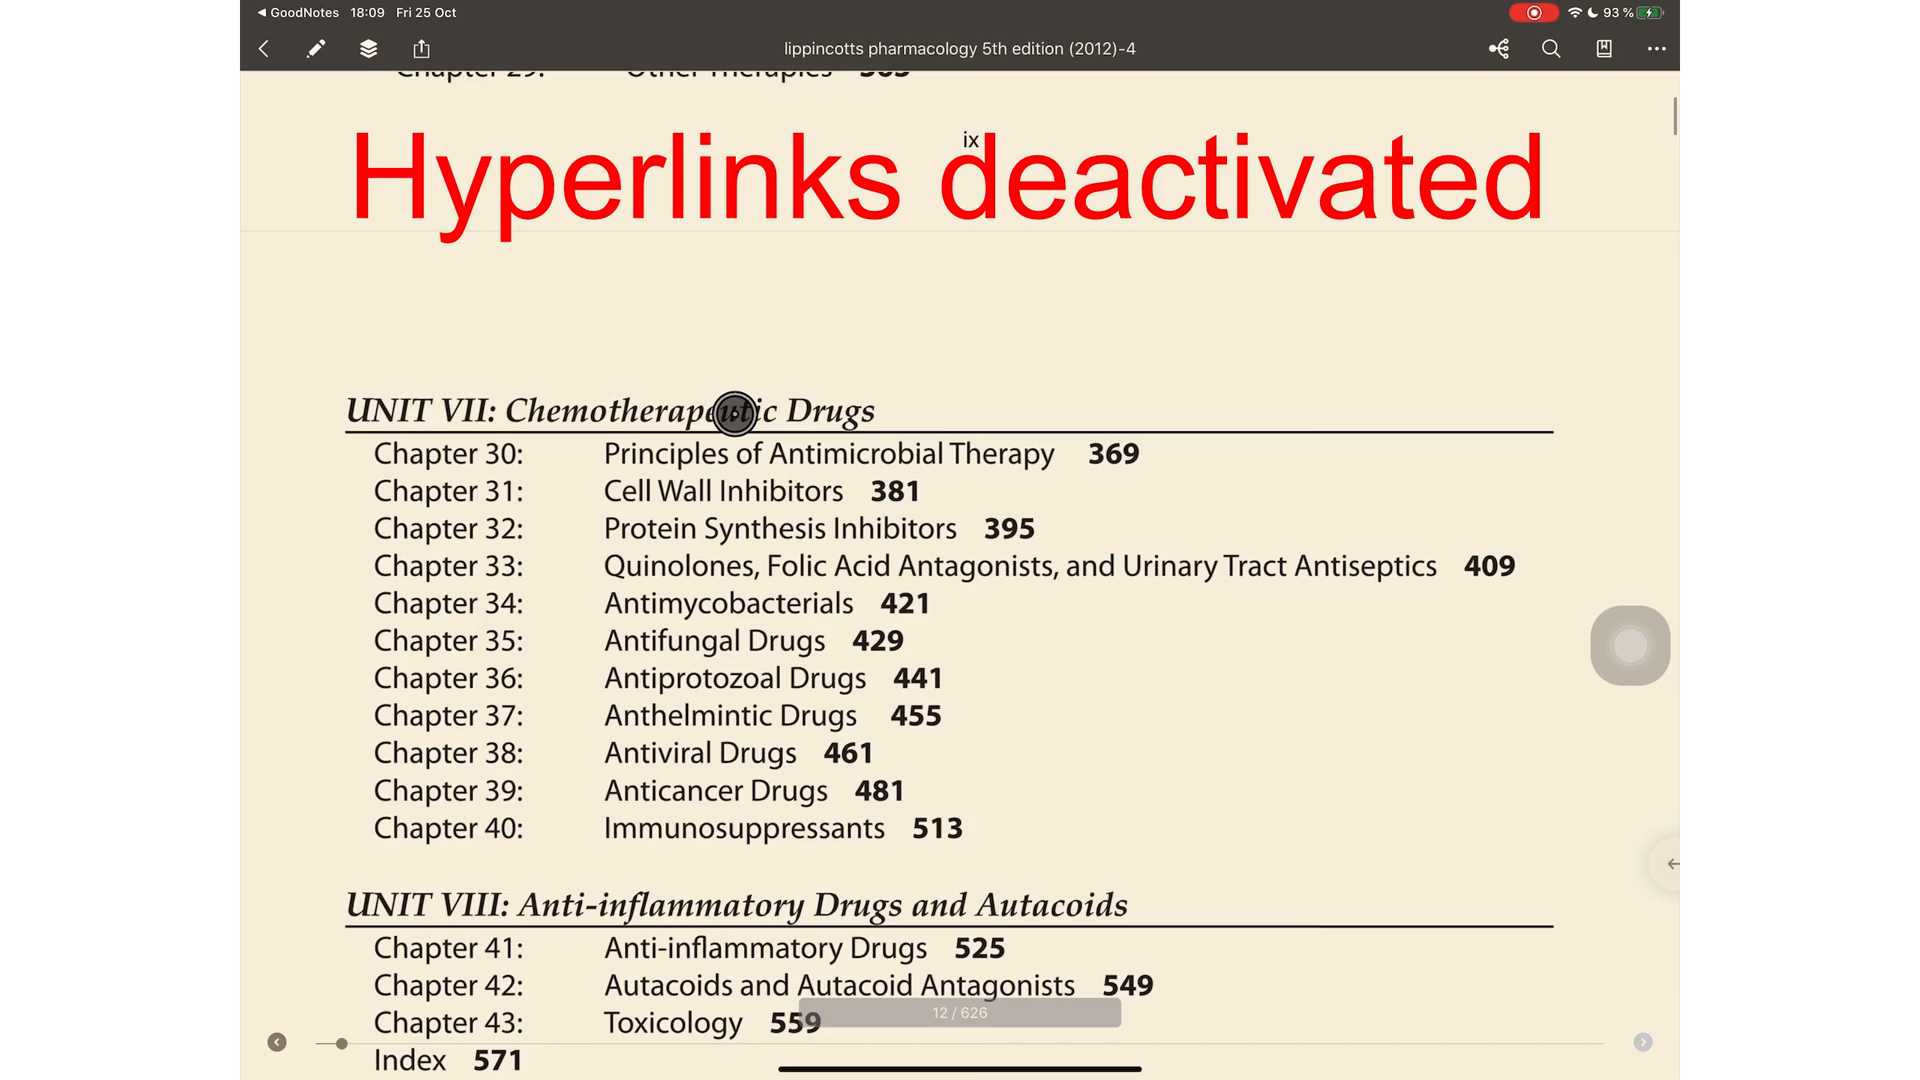 GoodNotes 18:09 Fri 25 Oct 93 %
lippincotts pharmacology 5th edition (2012)-4
Chapter 29: Other Therapies 363
ix
Hyperlinks deactivated
UNIT VII: Chemotherapeutic Drugs
Chapter 30: Principles of Antimicrobial Therapy 369
Chapter 31: Cell Wall Inhibitors 381
Chapter 32: Protein Synthesis Inhibitors 395
Chapter 33: Quinolones, Folic Acid Antagonists, and Urinary Tract Antiseptics 409
Chapter 34: Antimycobacterials 421
Chapter 35: Antifungal Drugs 429
Chapter 36: Antiprotozoal Drugs 441
Chapter 37: Anthelmintic Drugs 455
Chapter 38: Antiviral Drugs 461
Chapter 39: Anticancer Drugs 481
Chapter 40: Immunosuppressants 513
UNIT VIII: Anti-inflammatory Drugs and Autacoids
Chapter 41: Anti-inflammatory Drugs 525
Chapter 42: Autacoids and Autacoid Antagonists 549
12 / 626
Chapter 43: Toxicology 559
Index 571